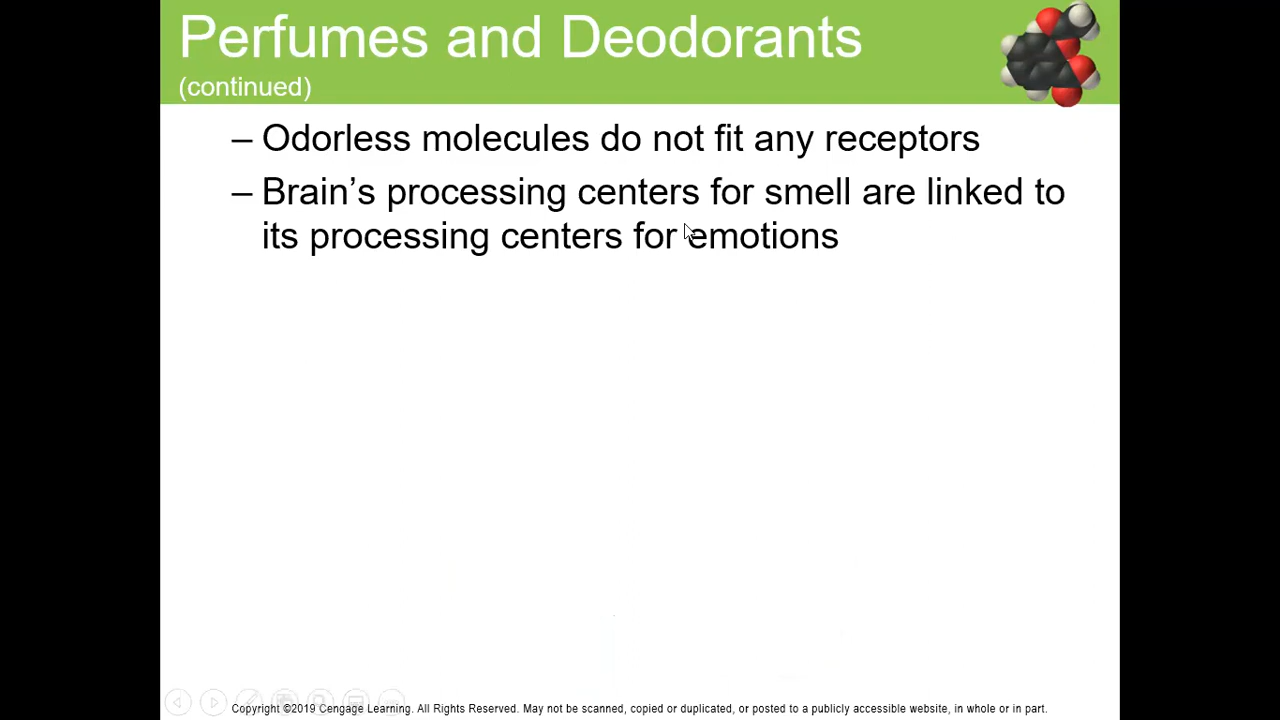 Perfumes and Deodorants
(continued)
– Odorless molecules do not fit any receptors
– Brain’s processing centers for smell are linked to
its processing centers for emotions
Copyright ©2019 Cengage Learning. All Rights Reserved. May not be scanned, copied or duplicated, or posted to a publicly accessible website, in whole or in part.